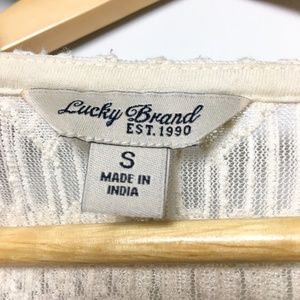 Lucky Brand
EST. 1990
S
MADE IN
INDIA